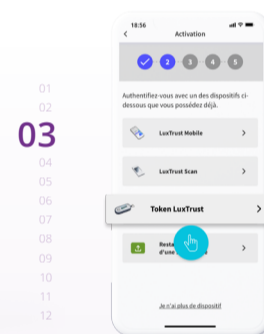 18:56
Activation
2 3 4 5
Authentifiez-vous avec un des dispositifs ci-
dessous que vous possédez déjà.
LuxTrust Mobile
LuxTrust Scan
Token LuxTrust
Resta
d'une
Je n'ai plus de dispositif
01
02
03
04
05
06
07
08
09
10
11
12